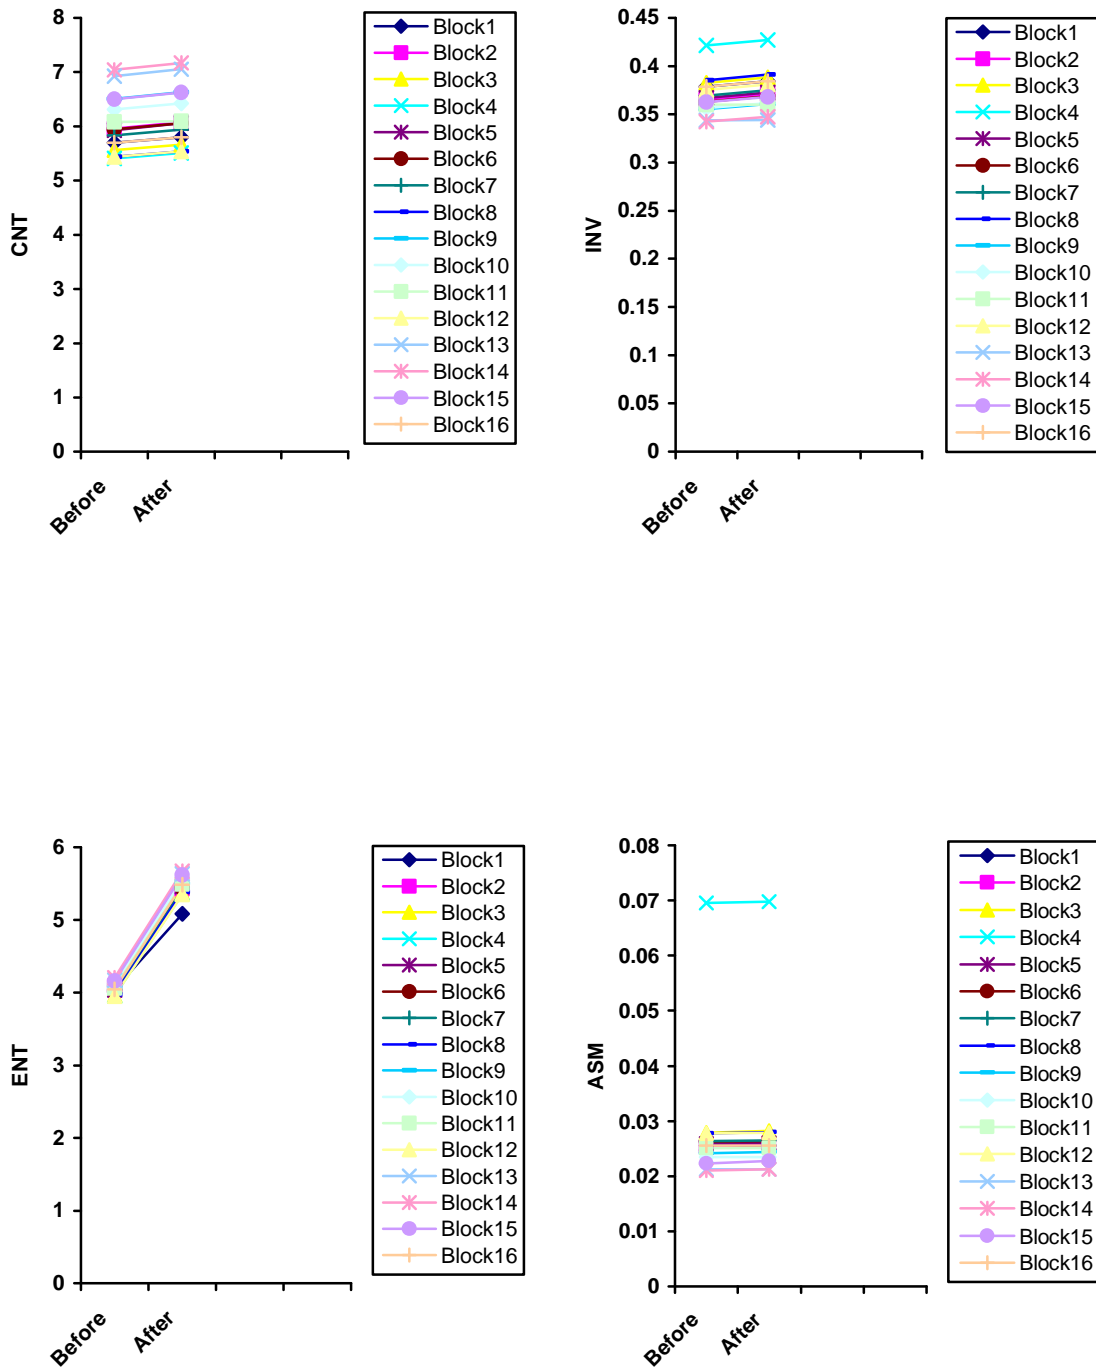 8
7
6
5
4
3
2
1
0
CNT
Before
After
Block1
Block2
Block3
Block4
Block5
Block6
Block7
Block8
Block9
Block10
Block11
Block12
Block13
Block14
Block15
Block16
0.45
0.4
0.35
0.3
0.25
0.2
0.15
0.1
0.05
0
INV
Before
After
Block1
Block2
Block3
Block4
Block5
Block6
Block7
Block8
Block9
Block10
Block11
Block12
Block13
Block14
Block15
Block16
6
5
4
3
2
1
0
ENT
Before
After
Block1
Block2
Block3
Block4
Block5
Block6
Block7
Block8
Block9
Block10
Block11
Block12
Block13
Block14
Block15
Block16
0.08
0.07
0.06
0.05
0.04
0.03
0.02
0.01
0
ASM
Before
After
Block1
Block2
Block3
Block4
Block5
Block6
Block7
Block8
Block9
Block10
Block11
Block12
Block13
Block14
Block15
Block16